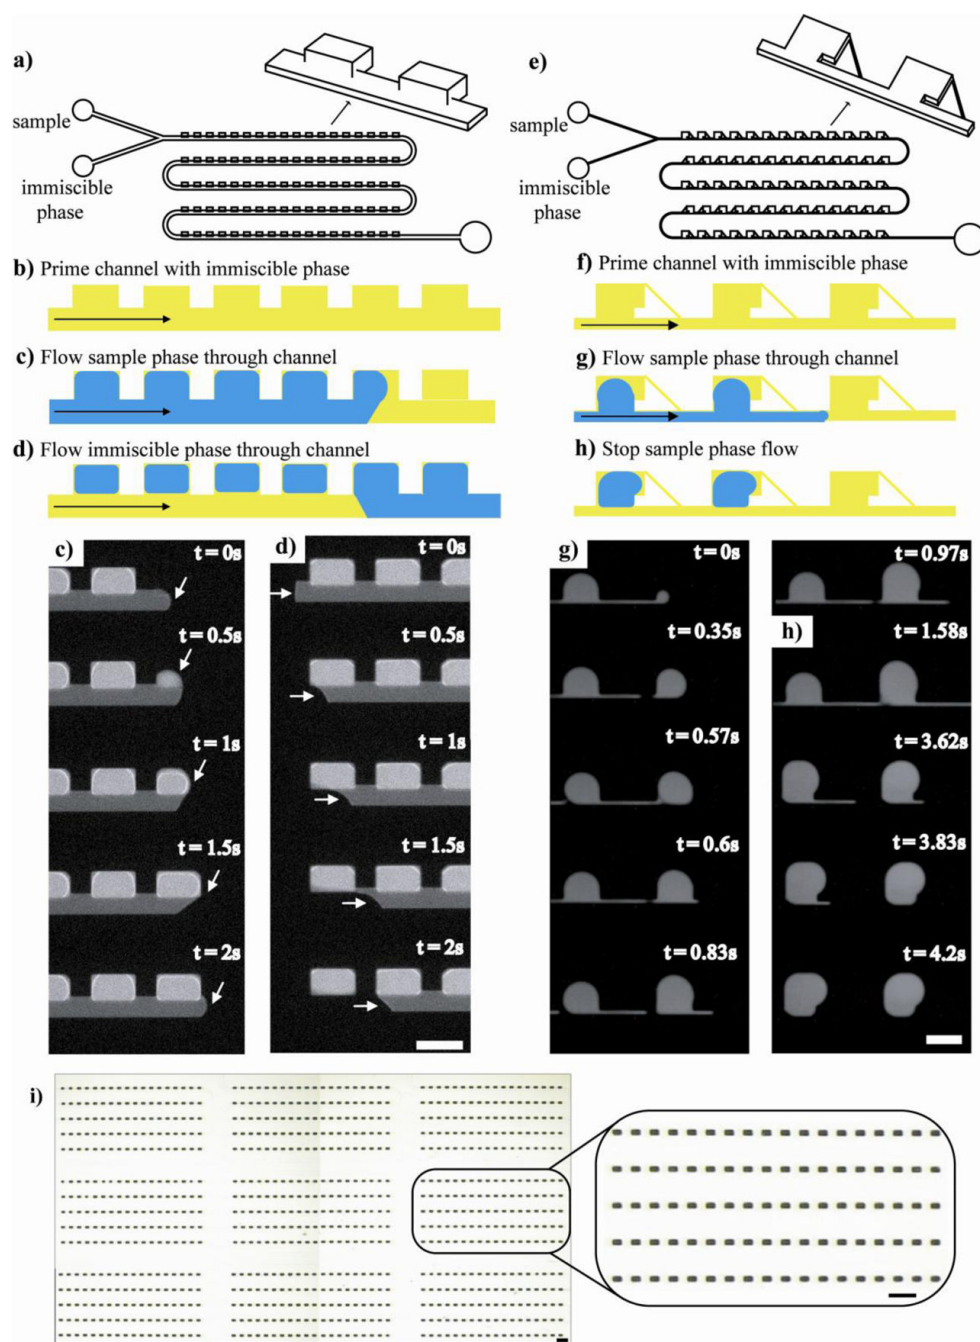 a)
sample
immiscible
phase
b) Prime channel with immiscible phase
c) Flow sample phase through channel
d) Flow immiscible phase through channel
c)
t = 0s
t = 0.5s
t = 1s
t = 1.5s
t = 2s
d)
t = 0s
t = 0.5s
t = 1s
t = 1.5s
t = 2s
e)
sample
immiscible
phase
f) Prime channel with immiscible phase
g) Flow sample phase through channel
h) Stop sample phase flow
g)
t = 0s
t = 0.35s
t = 0.57s
t = 0.6s
t = 0.83s
t = 0.97s
h)
t = 1.58s
t = 3.62s
t = 3.83s
t = 4.2s
i)